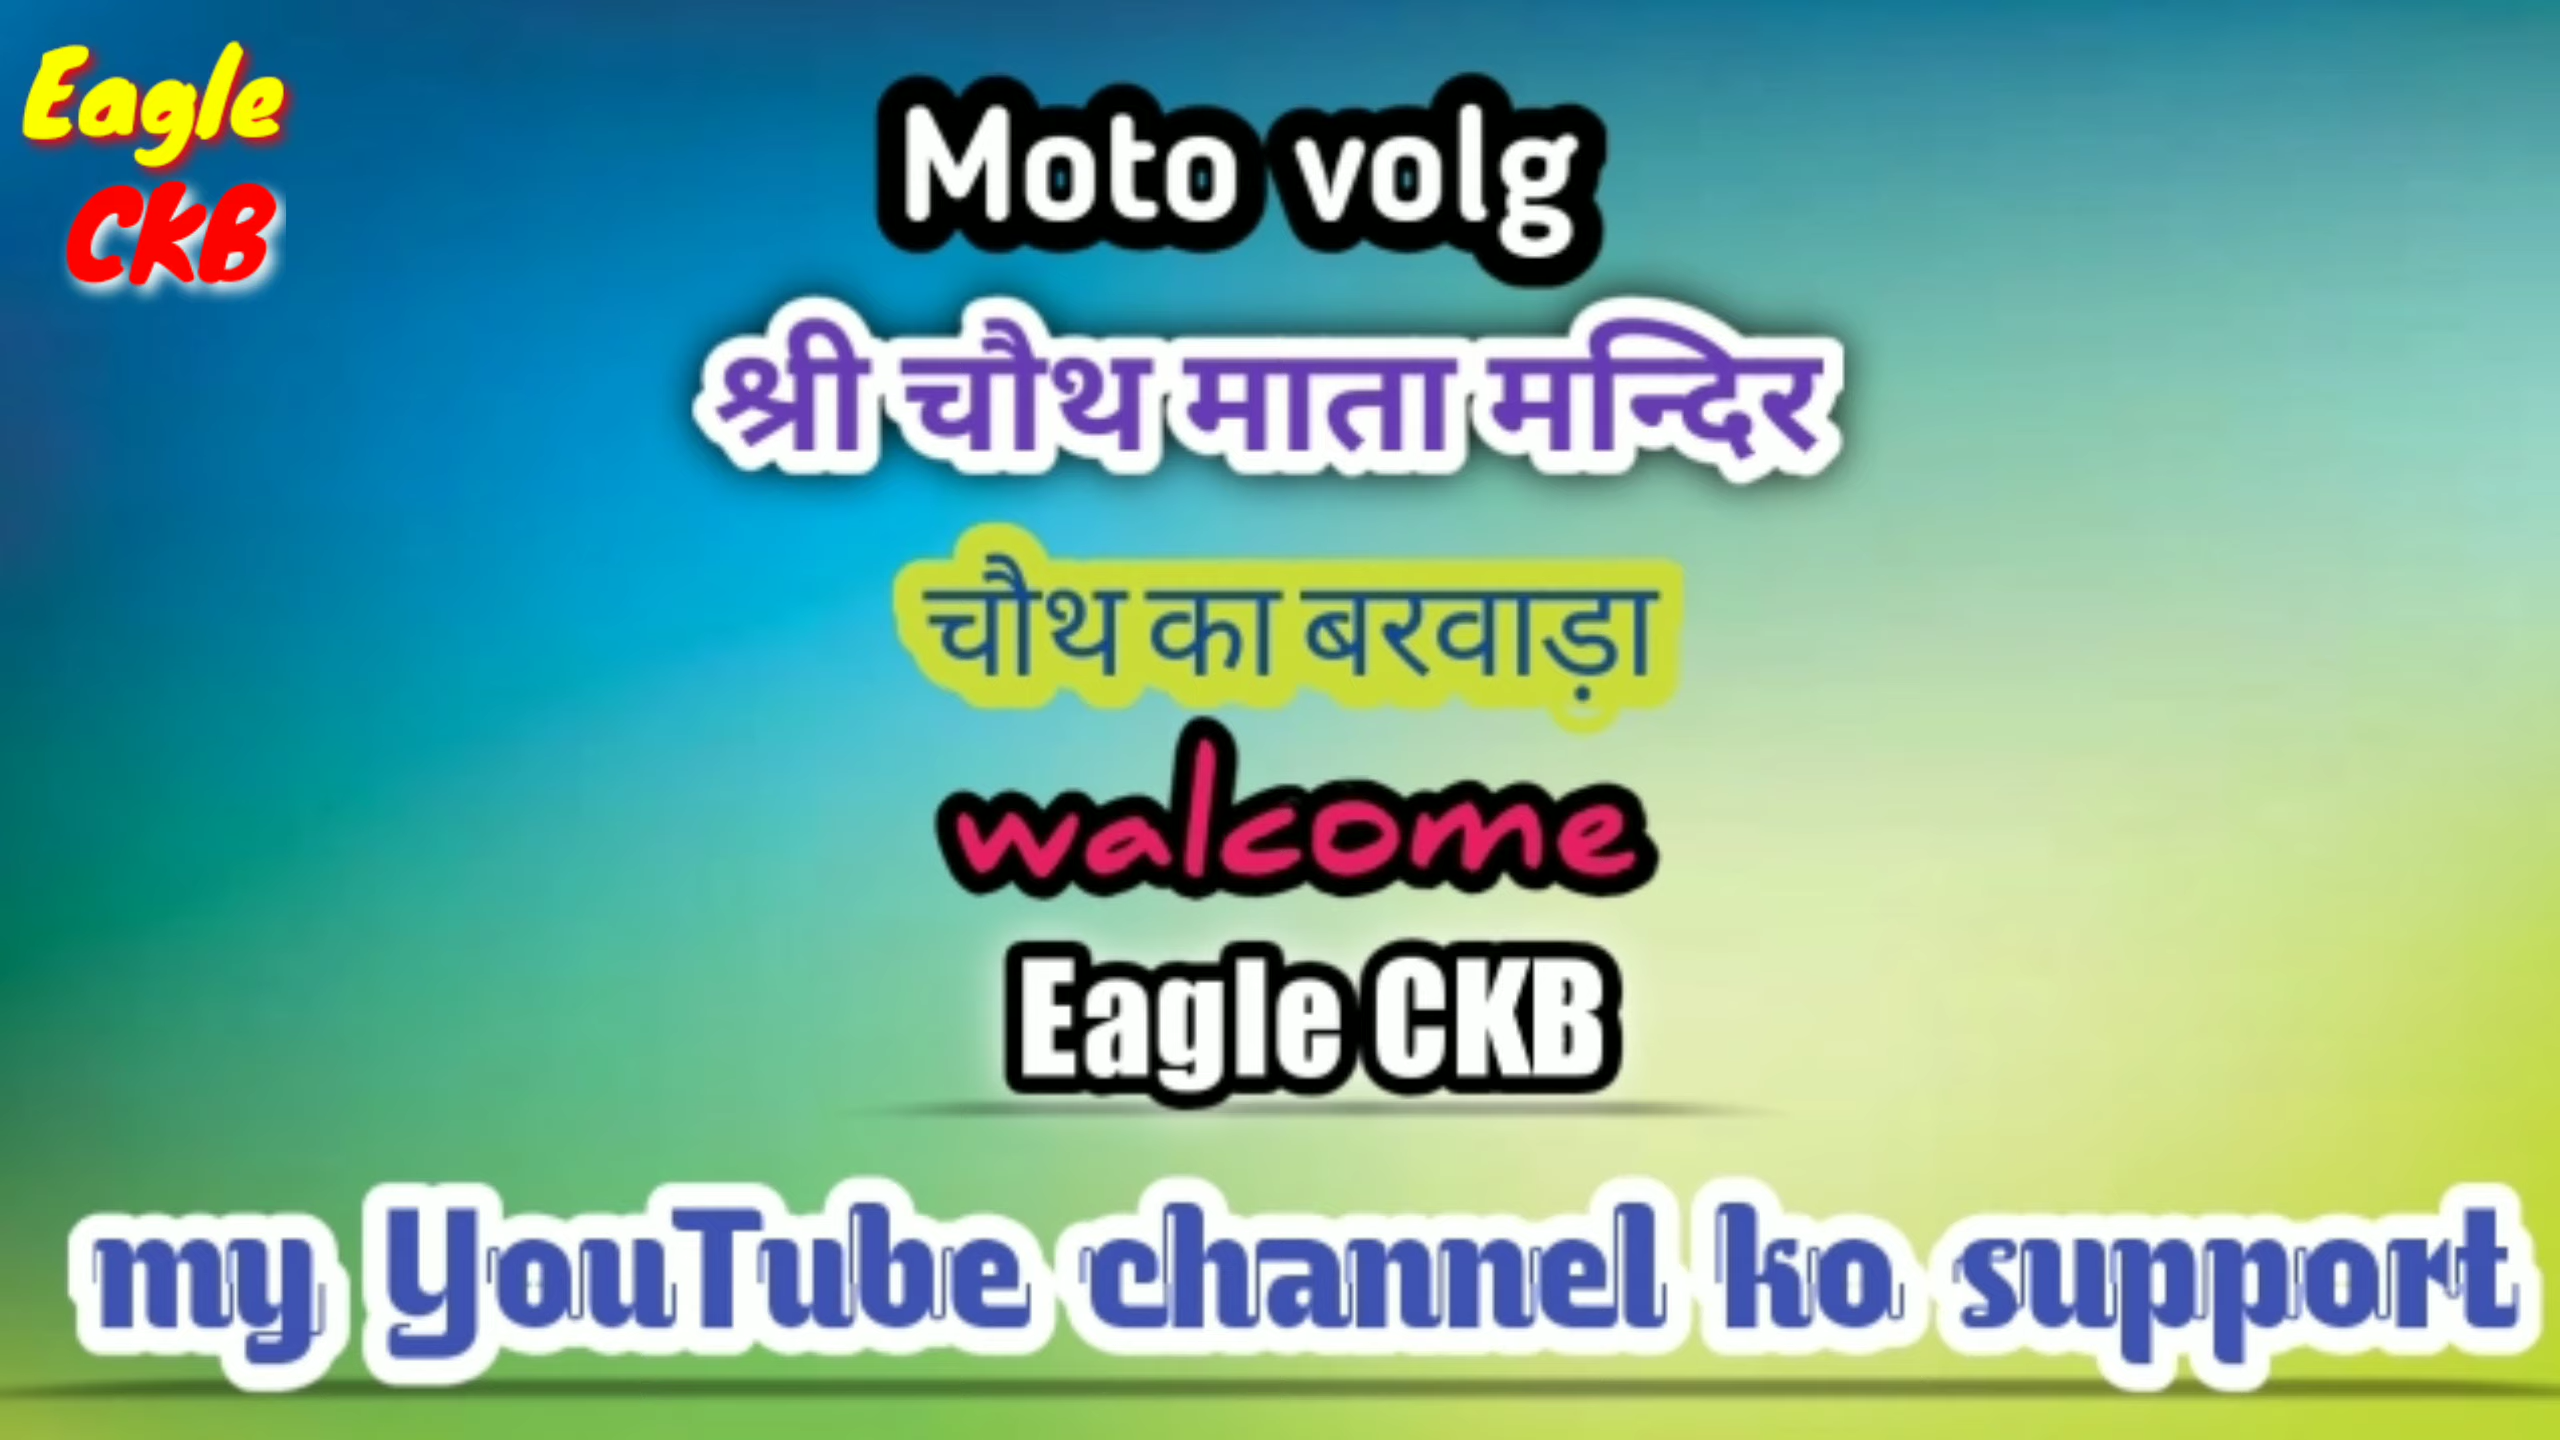 Eagle
CKB
Moto volg
श्री चौथ माता मन्दिर
चौथ का बरवाड़ा
walcome
Eagle CKB
my YouTube channel ko support